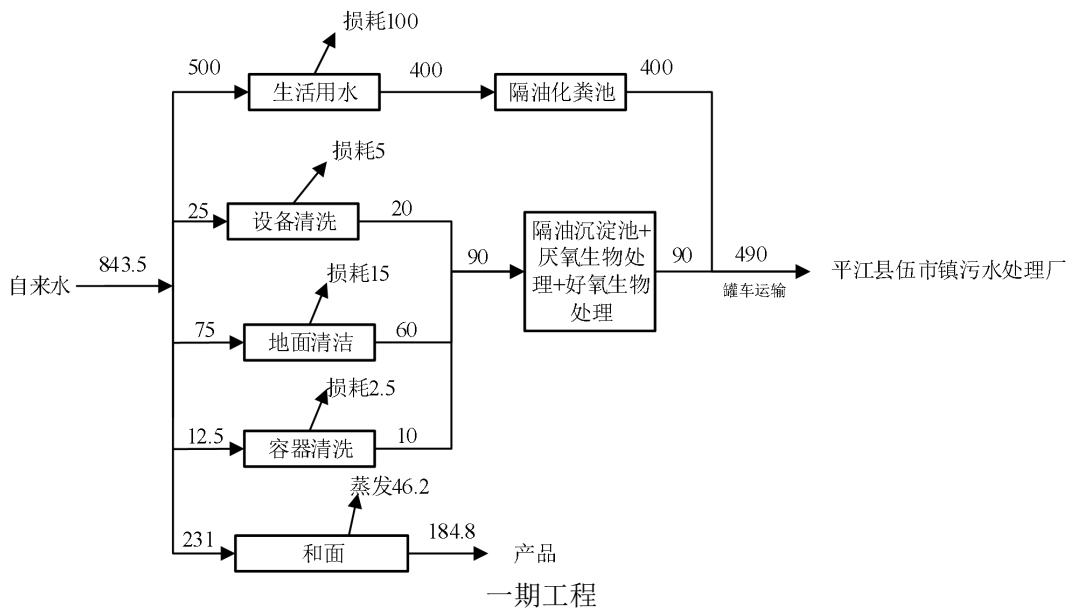 损耗100
500
生活用水
400
隔油化粪池
400
损耗5
25
设备清洗
20
自来水
843.5
损耗15
75
地面清洁
60
90
隔油沉淀池+
厌氧生物处
理+好氧生物
处理
90
490
罐车运输
平江县伍市镇污水处理厂
损耗2.5
12.5
容器清洗
10
蒸发46.2
231
和面
184.8
产品
一期工程